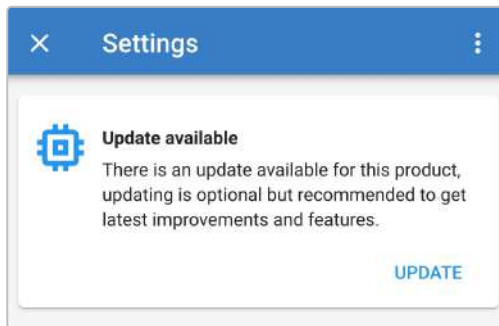 Settings
Update available
There is an update available for this product,
updating is optional but recommended to get
latest improvements and features.
UPDATE